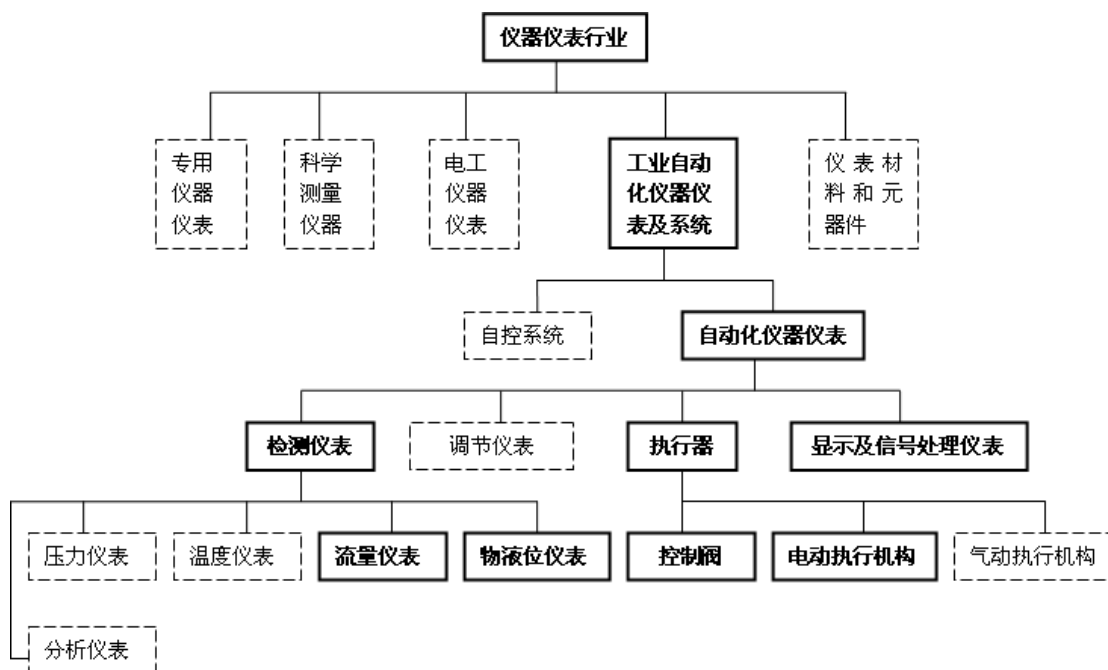 仪器仪表行业
专用
仪器
仪表
科学
测量
仪器
电工
仪器
仪表
工业自动
化仪器仪
表及系统
仪表材
料和元
器件
自控系统
自动化仪器仪表
检测仪表
调节仪表
执行器
显示及信号处理仪表
压力仪表
温度仪表
流量仪表
物液位仪表
控制阀
电动执行机构
气动执行机构
分析仪表